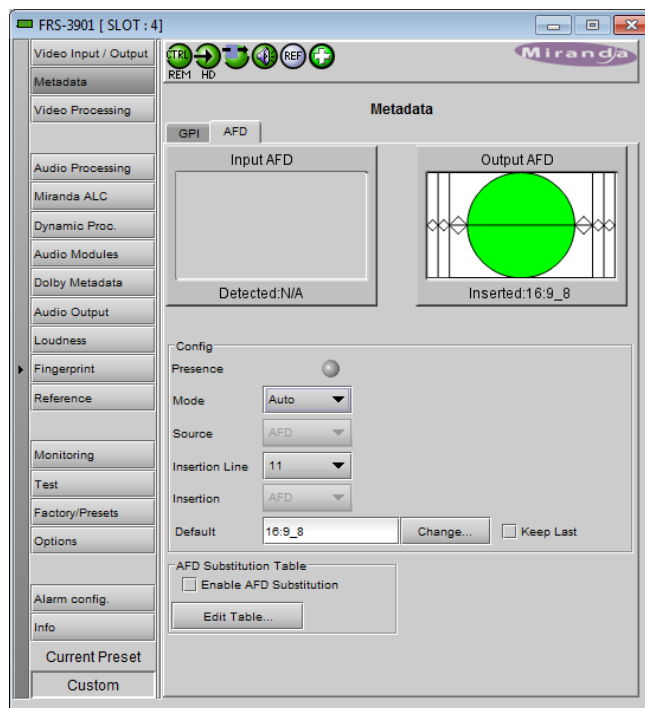 FRS-3901 [ SLOT : 4]
Video Input / Output
Metadata
Video Processing
Audio Processing
Miranda ALC
Dynamic Proc.
Audio Modules
Dolby Metadata
Audio Output
Loudness
Fingerprint
Reference
Monitoring
Test
Factory/Presets
Options
Alarm config.
Info
Current Preset
Custom
CTRL
REF
REM HD
Miranda
Metadata
GPI AFD
Input AFD
Detected:N/A
Output AFD
Inserted:16:9_8
Config
Presence
Mode Auto
Source AFD
Insertion Line 11
Insertion AFD
Default 16:9_8 Change... Keep Last
AFD Substitution Table
Enable AFD Substitution
Edit Table...